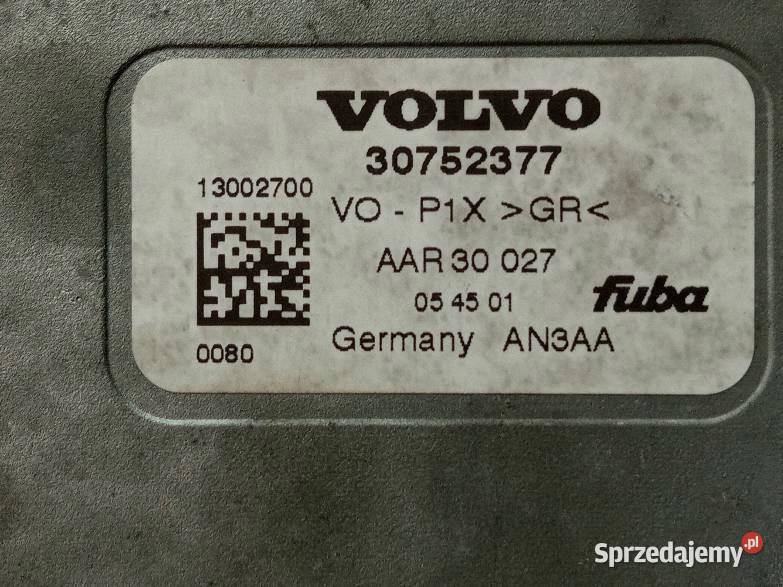 VOLVO
30752377
13002700
VO - P1X >GR<
AAR 30 027
05 45 01
fuba
Germany AN3AA
0080
Sprzedajemy.pl